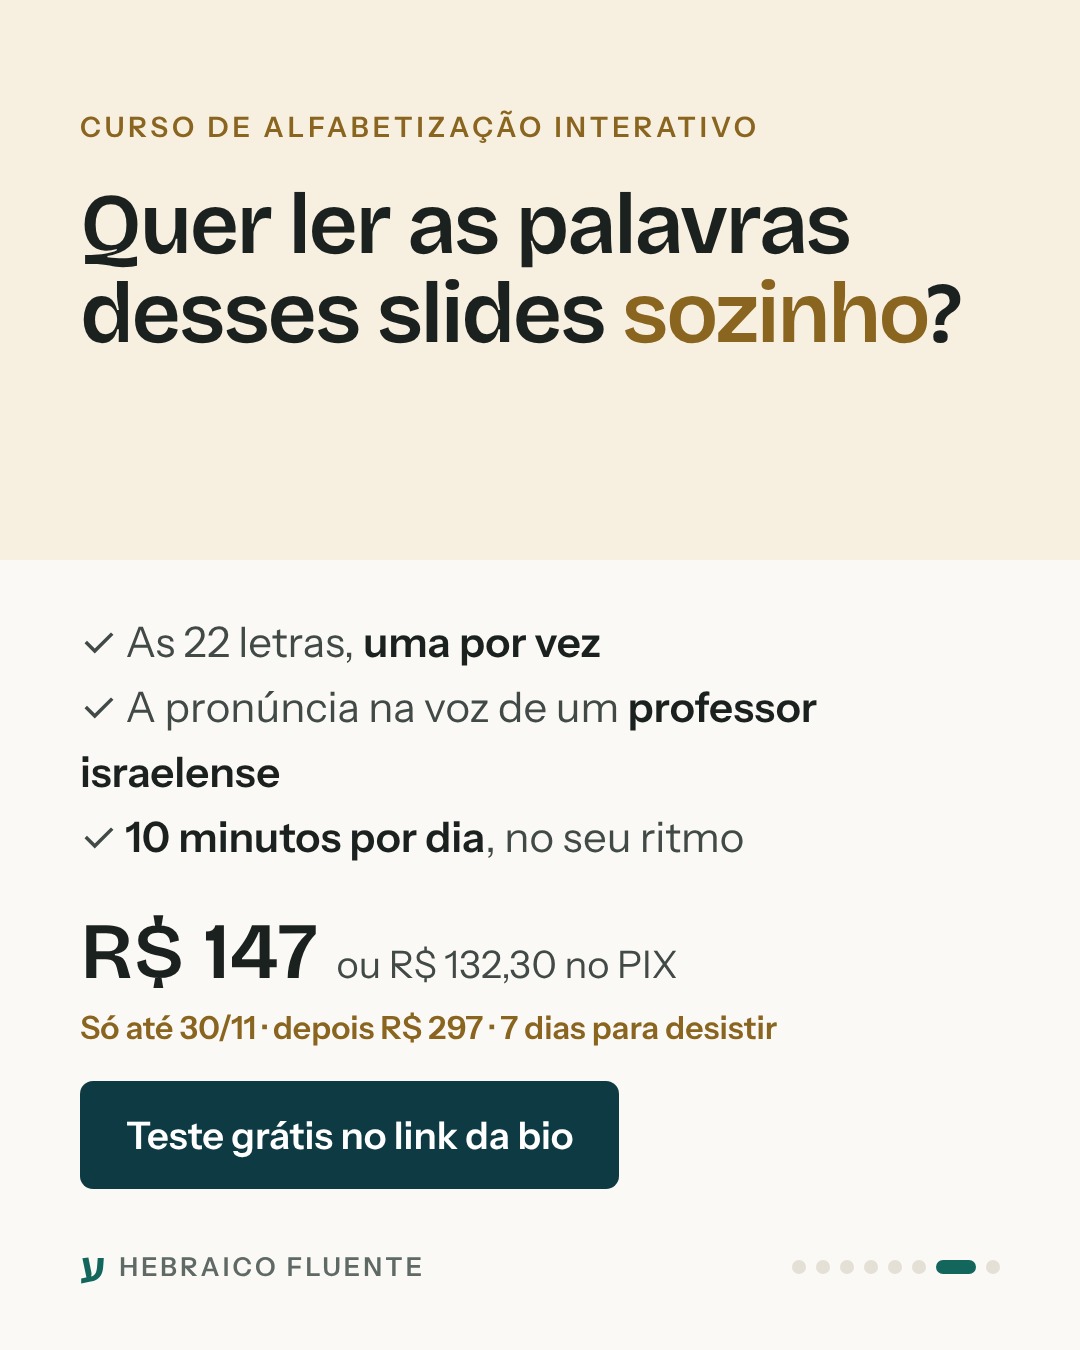 CURSO DE ALFABETIZAÇÃO INTERATIVO
Quer ler as palavras
desses slides sozinho?
✓ As 22 letras, uma por vez
✓ A pronúncia na voz de um professor
israelense
✓ 10 minutos por dia, no seu ritmo
R$ 147 ou R$ 132,30 no PIX
Só até 30/11 · depois R$ 297 · 7 dias para desistir
Teste grátis no link da bio
ע HEBRAICO FLUENTE